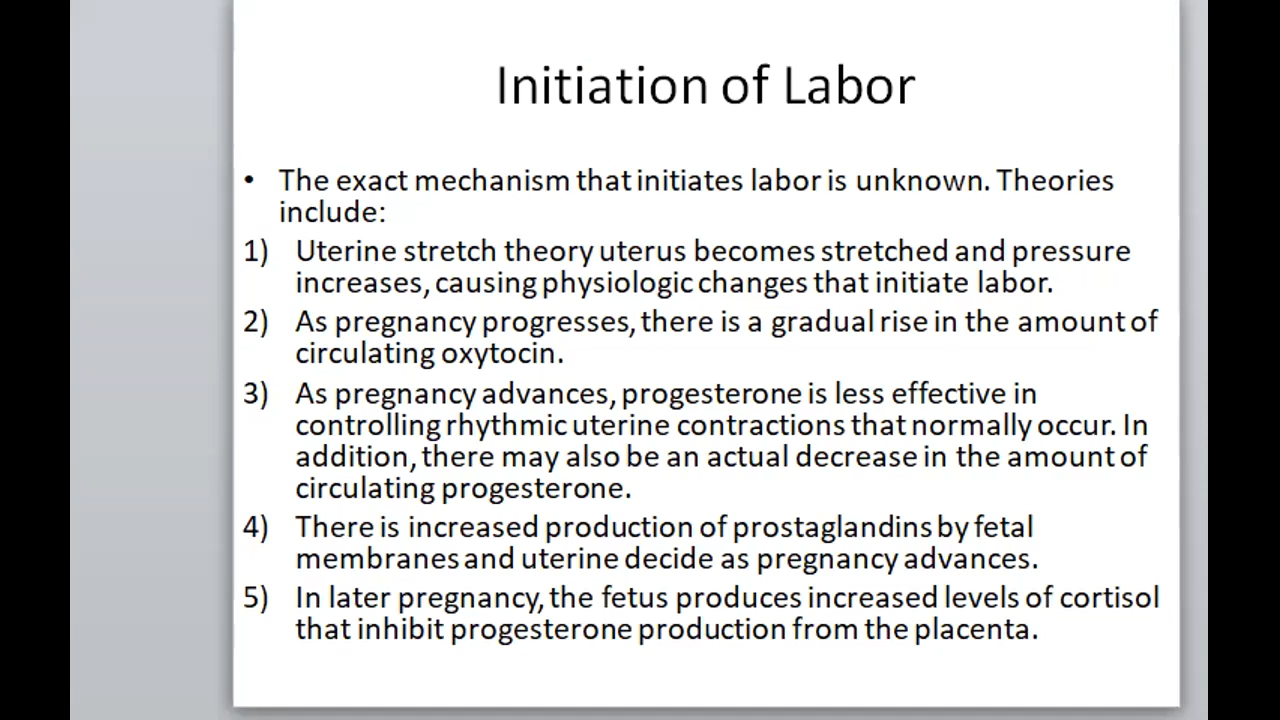 Initiation of Labor
• The exact mechanism that initiates labor is unknown. Theories
include:
1) Uterine stretch theory uterus becomes stretched and pressure
increases, causing physiologic changes that initiate labor.
2) As pregnancy progresses, there is a gradual rise in the amount of
circulating oxytocin.
3) As pregnancy advances, progesterone is less effective in
controlling rhythmic uterine contractions that normally occur. In
addition, there may also be an actual decrease in the amount of
circulating progesterone.
4) There is increased production of prostaglandins by fetal
membranes and uterine decide as pregnancy advances.
5) In later pregnancy, the fetus produces increased levels of cortisol
that inhibit progesterone production from the placenta.